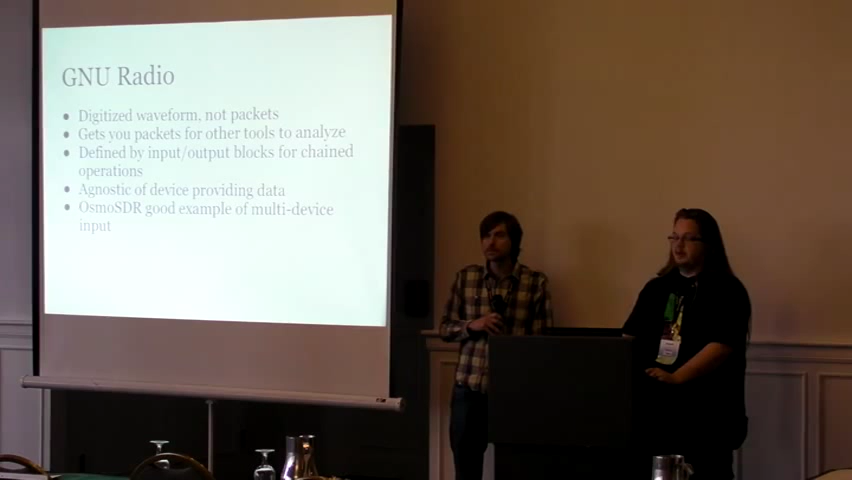 GNU Radio
● Digitized waveform, not packets
● Gets you packets for other tools to analyze
● Defined by input/output blocks for chained
operations
● Agnostic of device providing data
● OsmoSDR good example of multi-device
input